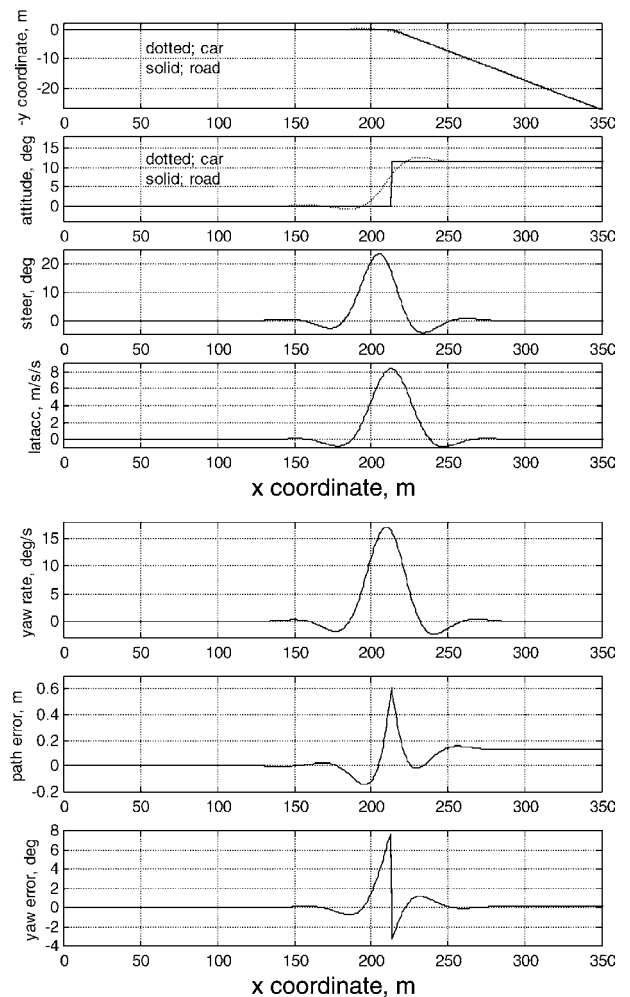 -y coordinate, m
0
-10
-20
dotted; car
solid; road
0 50 100 150 200 250 300 350
attitude, deg
15
10
5
0
dotted; car
solid; road
0 50 100 150 200 250 300 350
steer, deg
20
10
0
0 50 100 150 200 250 300 350
latacc, m/s/s
8
6
4
2
0
0 50 100 150 200 250 300 350
x coordinate, m
yaw rate, deg/s
15
10
5
0
0 50 100 150 200 250 300 350
path error, m
0.6
0.4
0.2
0
-0.2
0 50 100 150 200 250 300 350
yaw error, deg
8
6
4
2
0
-2
-4
0 50 100 150 200 250 300 350
x coordinate, m